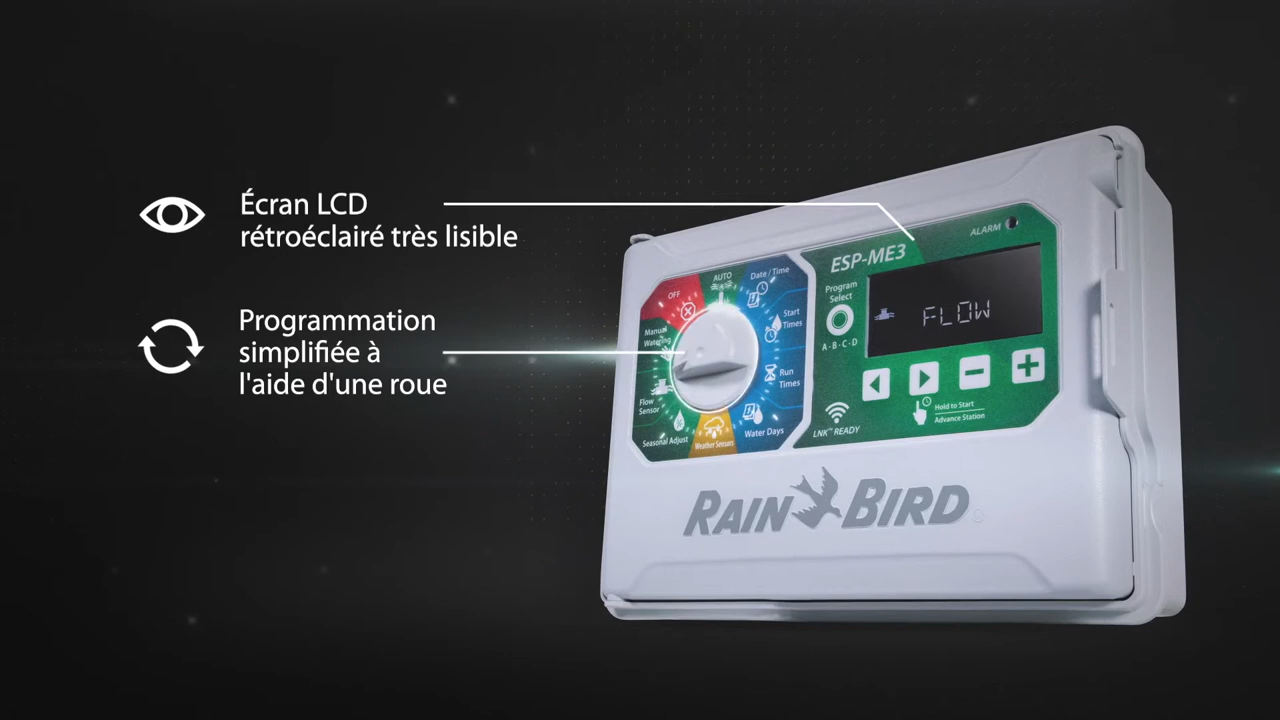 Écran LCD
rétroéclairé très lisible
Programmation
simplifiée à
l'aide d'une roue
OFF
AUTO
Date / Time
Start
Times
Run
Times
Water Days
Weather Sensors
Seasonal Adjust
Flow
Sensor
Manual
Watering
ESP-ME3
ALARM
Program
Select
A·B·C·D
FLOW
LNK™ READY
Hold to Start
Advance Station
RAIN BIRD